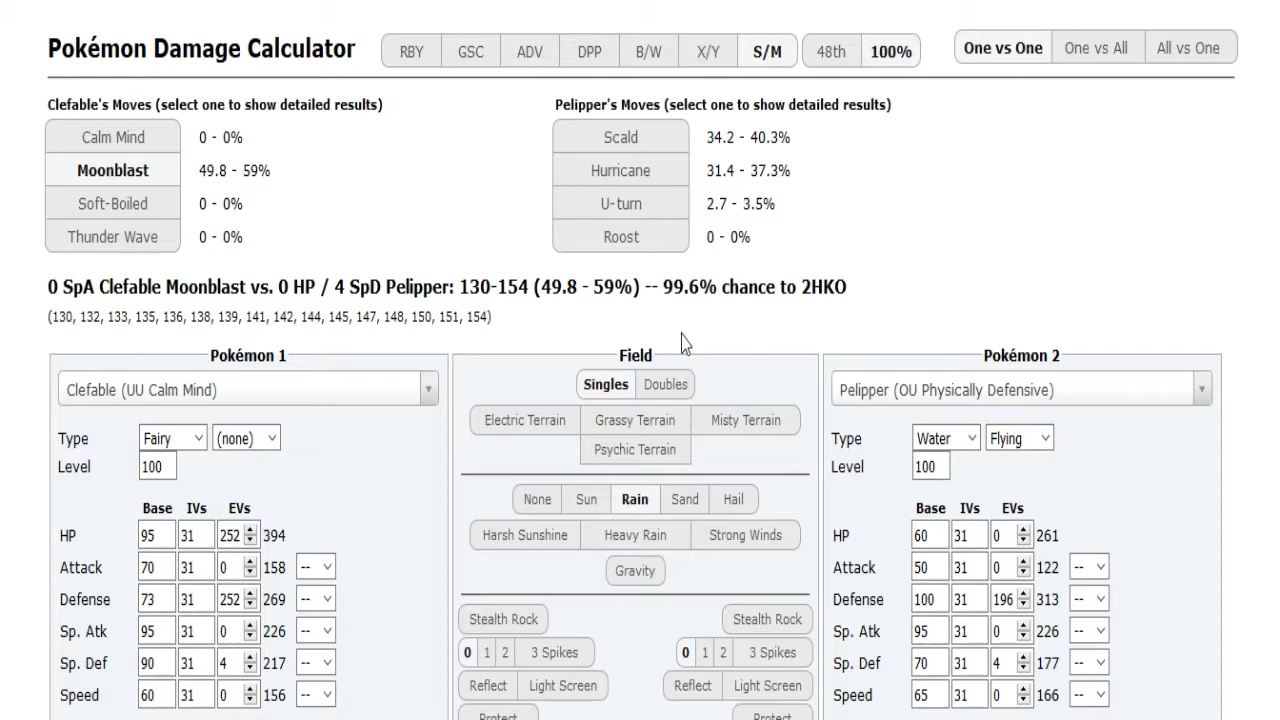 Pokémon Damage Calculator RBY GSC ADV DPP B/W X/Y S/M 48th 100% One vs One One vs All All vs One
Clefable's Moves (select one to show detailed results) Pelipper's Moves (select one to show detailed results)
Calm Mind 0 - 0% Scald 34.2 - 40.3%
Moonblast 49.8 - 59% Hurricane 31.4 - 37.3%
Soft-Boiled 0 - 0% U-turn 2.7 - 3.5%
Thunder Wave 0 - 0% Roost 0 - 0%
0 SpA Clefable Moonblast vs. 0 HP / 4 SpD Pelipper: 130-154 (49.8 - 59%) -- 99.6% chance to 2HKO
(130, 132, 133, 135, 136, 138, 139, 141, 142, 144, 145, 147, 148, 150, 151, 154)
Pokémon 1
Clefable (UU Calm Mind)
Type Fairy (none)
Level 100
Base IVs EVs
HP 95 31 252 394
Attack 70 31 0 158 --
Defense 73 31 252 269 --
Sp. Atk 95 31 0 226 --
Sp. Def 90 31 4 217 --
Speed 60 31 0 156 --
Field
Singles Doubles
Electric Terrain Grassy Terrain Misty Terrain
Psychic Terrain
None Sun Rain Sand Hail
Harsh Sunshine Heavy Rain Strong Winds
Gravity
Stealth Rock Stealth Rock
0 1 2 3 Spikes 0 1 2 3 Spikes
Reflect Light Screen Reflect Light Screen
Protect Protect
Pokémon 2
Pelipper (OU Physically Defensive)
Type Water Flying
Level 100
Base IVs EVs
HP 60 31 0 261
Attack 50 31 0 122 --
Defense 100 31 196 313 --
Sp. Atk 95 31 0 226 --
Sp. Def 70 31 4 177 --
Speed 65 31 0 166 --